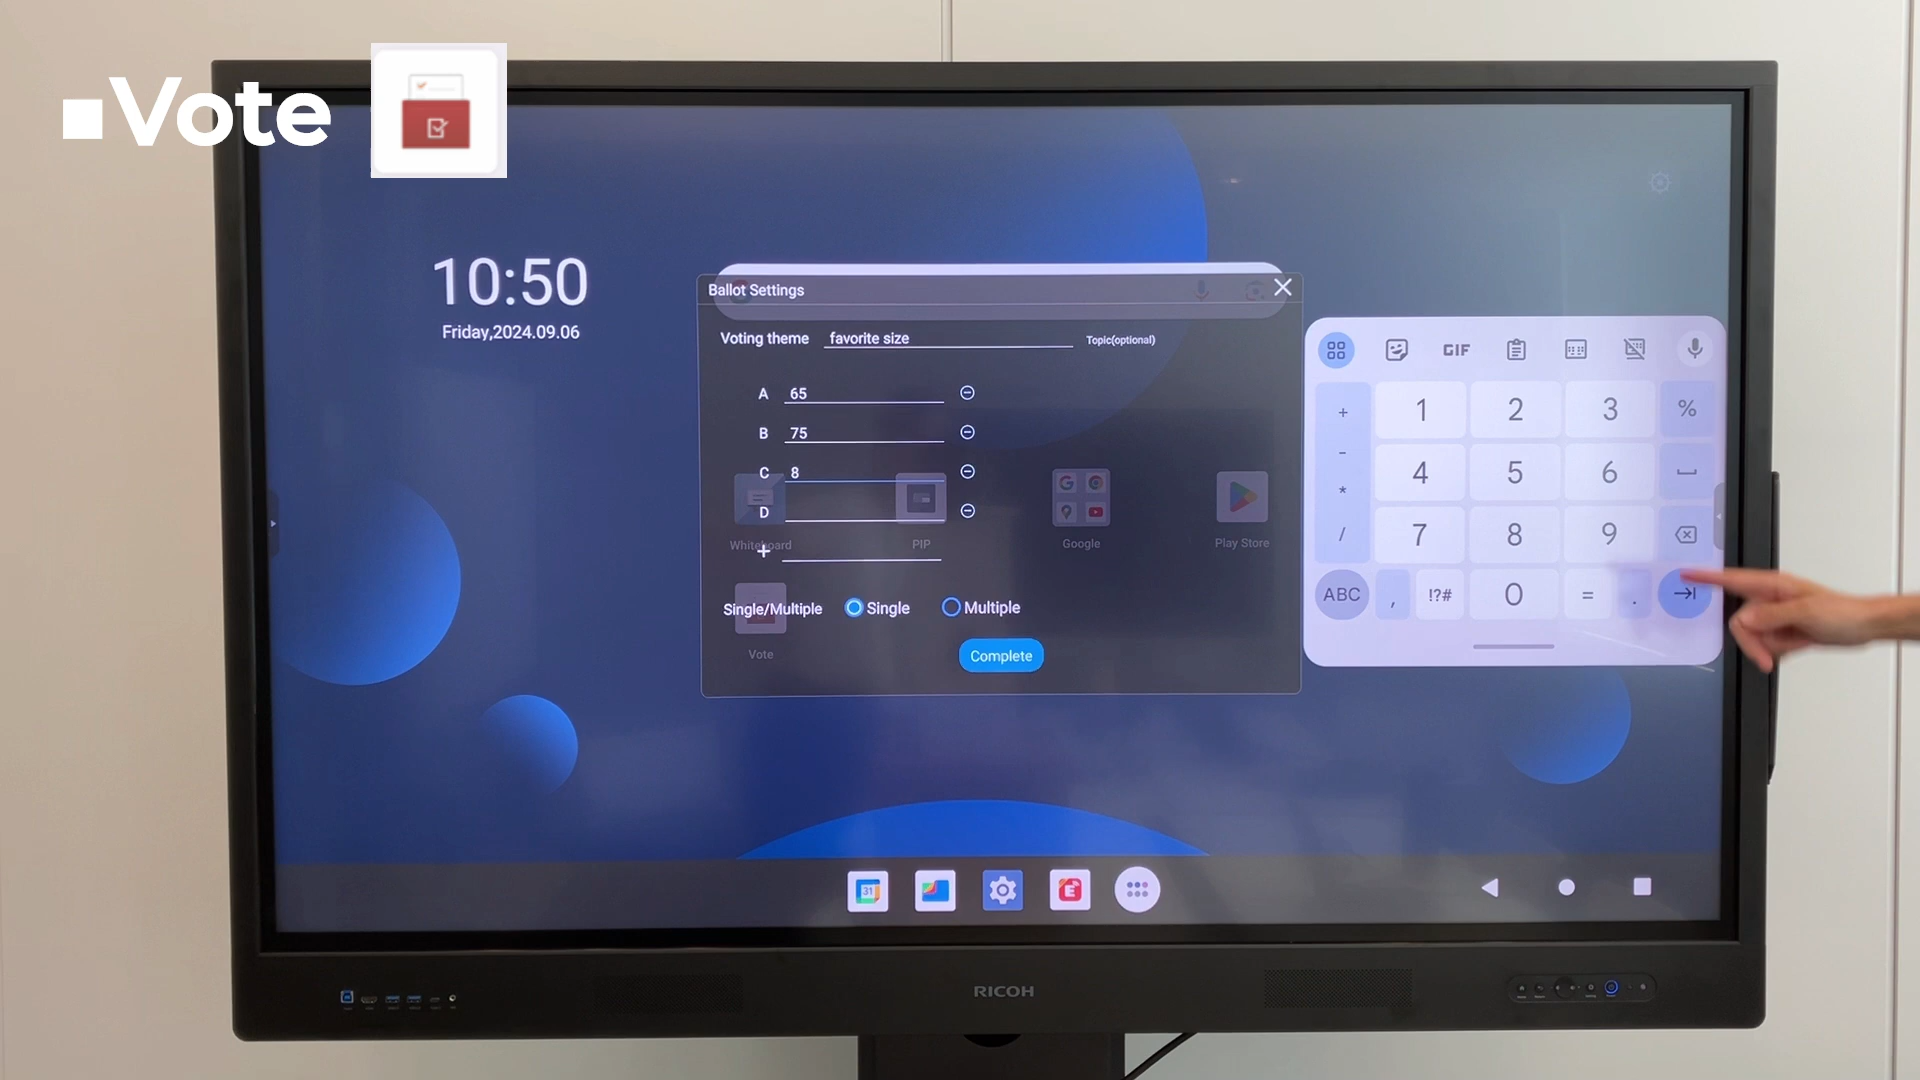 ▪Vote
10:50
Friday,2024.09.06
Ballot Settings
Voting theme favorite size Topic(optional)
A 65
B 75
C 8
D
+
Whiteboard PIP Google Play Store
Single/Multiple Single Multiple
Vote
Complete
GIF
+ 1 2 3 %
- 4 5 6
*
/ 7 8 9
ABC , !?# 0 = .
31
E
RICOH